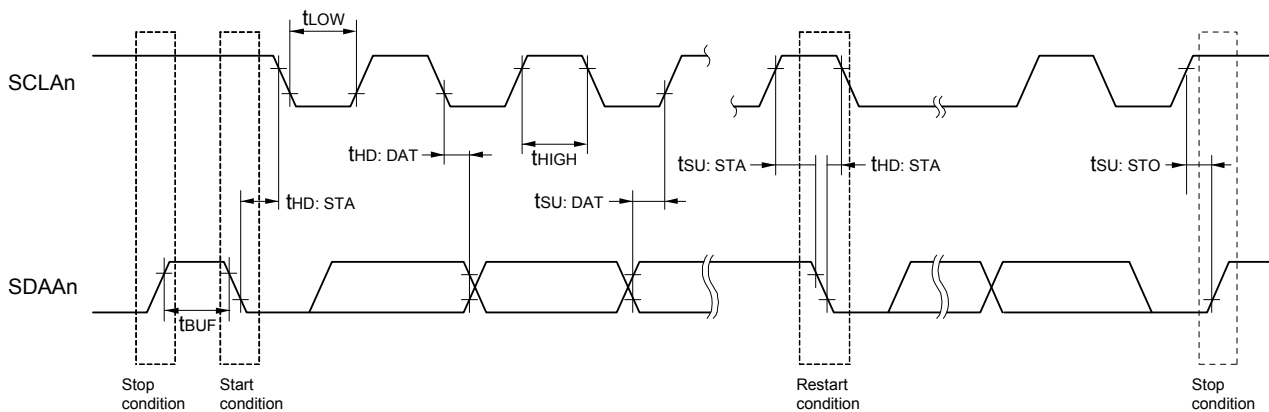 tLOW
SCLAn
tHD: DAT
tHIGH
tSU: STA
tHD: STA
tSU: STO
tHD: STA
tSU: DAT
SDAAn
tBUF
Stop
condition
Start
condition
Restart
condition
Stop
condition